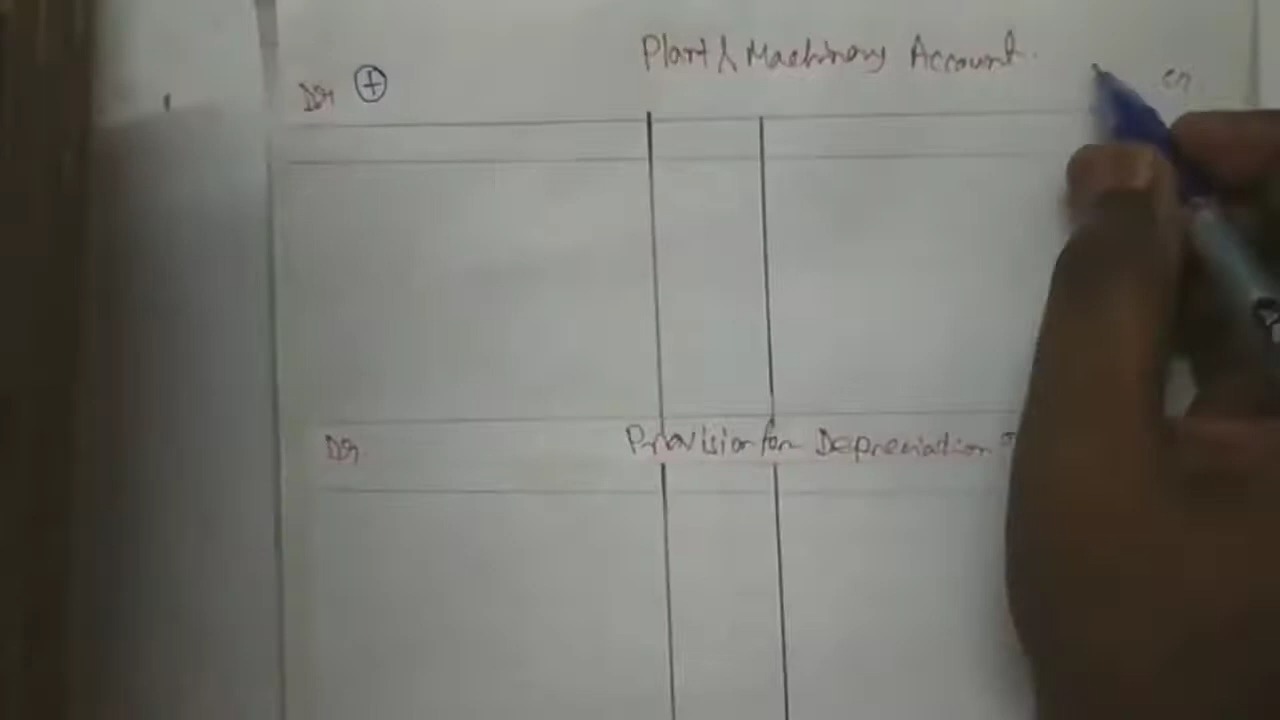 Plant & Machinery Account.
Dr + Cr
Dr Provision for Depreciation